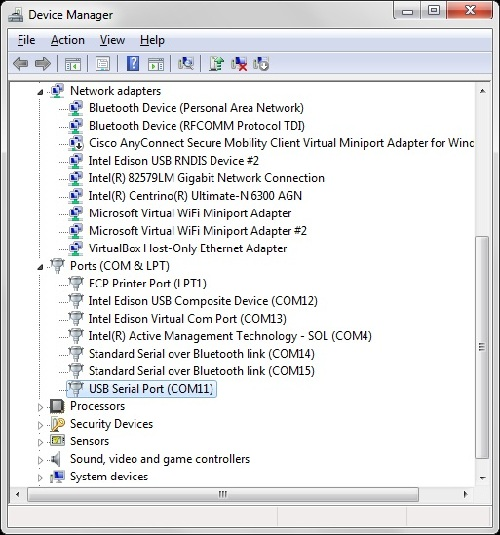 Device Manager
File Action View Help
Network adapters
Bluetooth Device (Personal Area Network)
Bluetooth Device (RFCOMM Protocol TDI)
Cisco AnyConnect Secure Mobility Client Virtual Miniport Adapter for Winc
Intel Edison USB RNDIS Device #2
Intel(R) 82579LM Gigabit Network Connection
Intel(R) Centrino(R) Ultimate-N 6300 AGN
Microsoft Virtual WiFi Miniport Adapter
Microsoft Virtual WiFi Miniport Adapter #2
VirtualBox Host-Only Ethernet Adapter
Ports (COM & LPT)
ECP Printer Port (LPT1)
Intel Edison USB Composite Device (COM12)
Intel Edison Virtual Com Port (COM13)
Intel(R) Active Management Technology - SOL (COM4)
Standard Serial over Bluetooth link (COM14)
Standard Serial over Bluetooth link (COM15)
USB Serial Port (COM11)
Processors
Security Devices
Sensors
Sound, video and game controllers
System devices